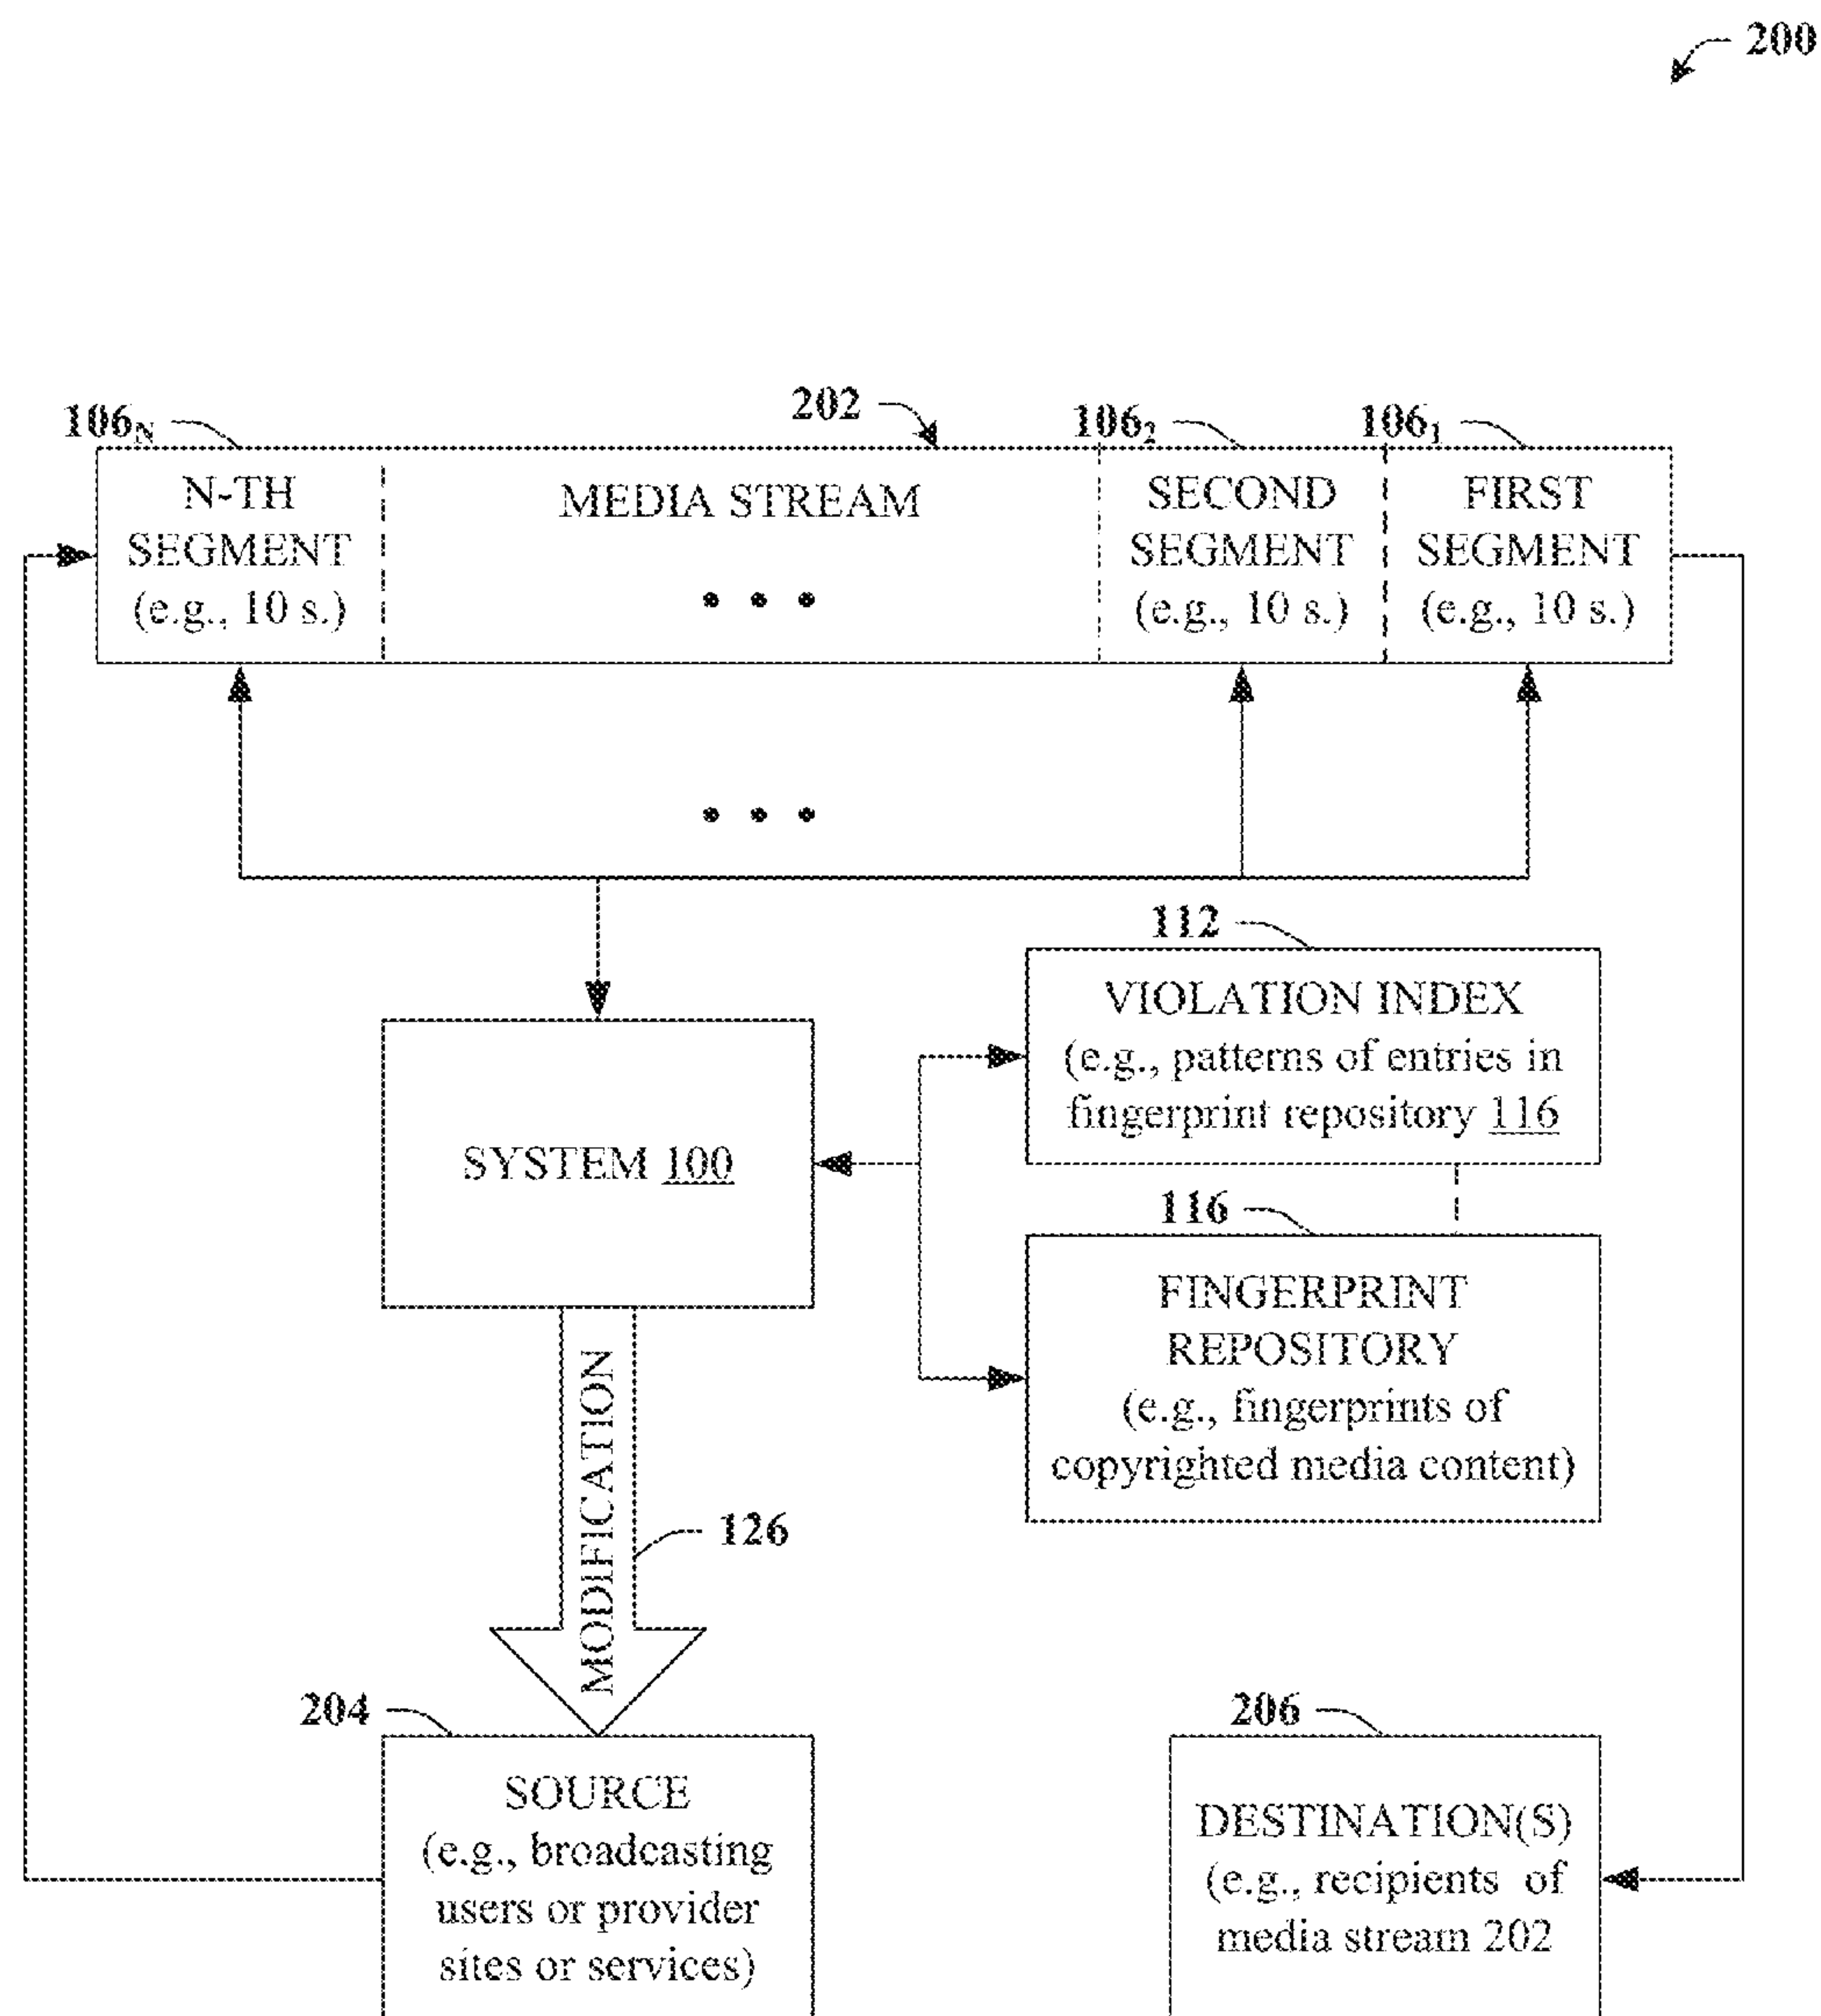 200
106N
202
1062
1061
N-TH
SEGMENT
(e.g., 10 s.)
MEDIA STREAM
• • •
SECOND
SEGMENT
(e.g., 10 s.)
FIRST
SEGMENT
(e.g., 10 s.)
• • •
112
VIOLATION INDEX
(e.g., patterns of entries in
fingerprint repository 116
SYSTEM 100
116
FINGERPRINT
REPOSITORY
(e.g., fingerprints of
copyrighted media content)
MODIFICATION
126
204
SOURCE
(e.g., broadcasting
users or provider
sites or services)
206
DESTINATION(S)
(e.g., recipients of
media stream 202